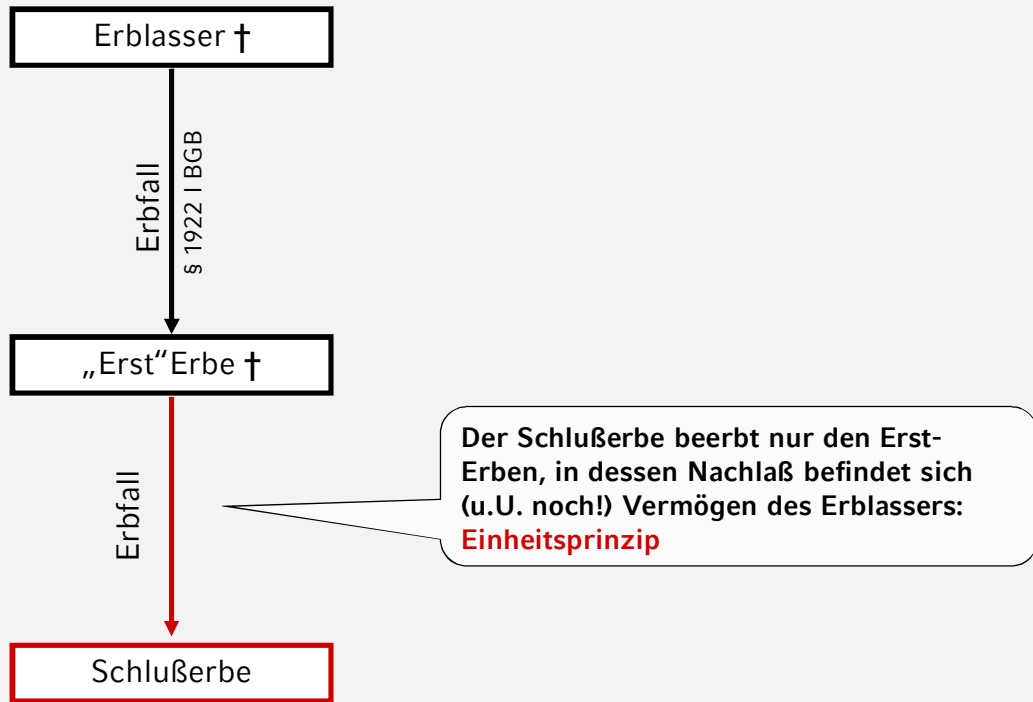 Erblasser †
Erbfall
§ 1922 I BGB
„Erst“Erbe †
Der Schlußerbe beerbt nur den Erst-
Erben, in dessen Nachlaß befindet sich
(u.U. noch!) Vermögen des Erblassers:
Einheitsprinzip
Erbfall
Schlußerbe